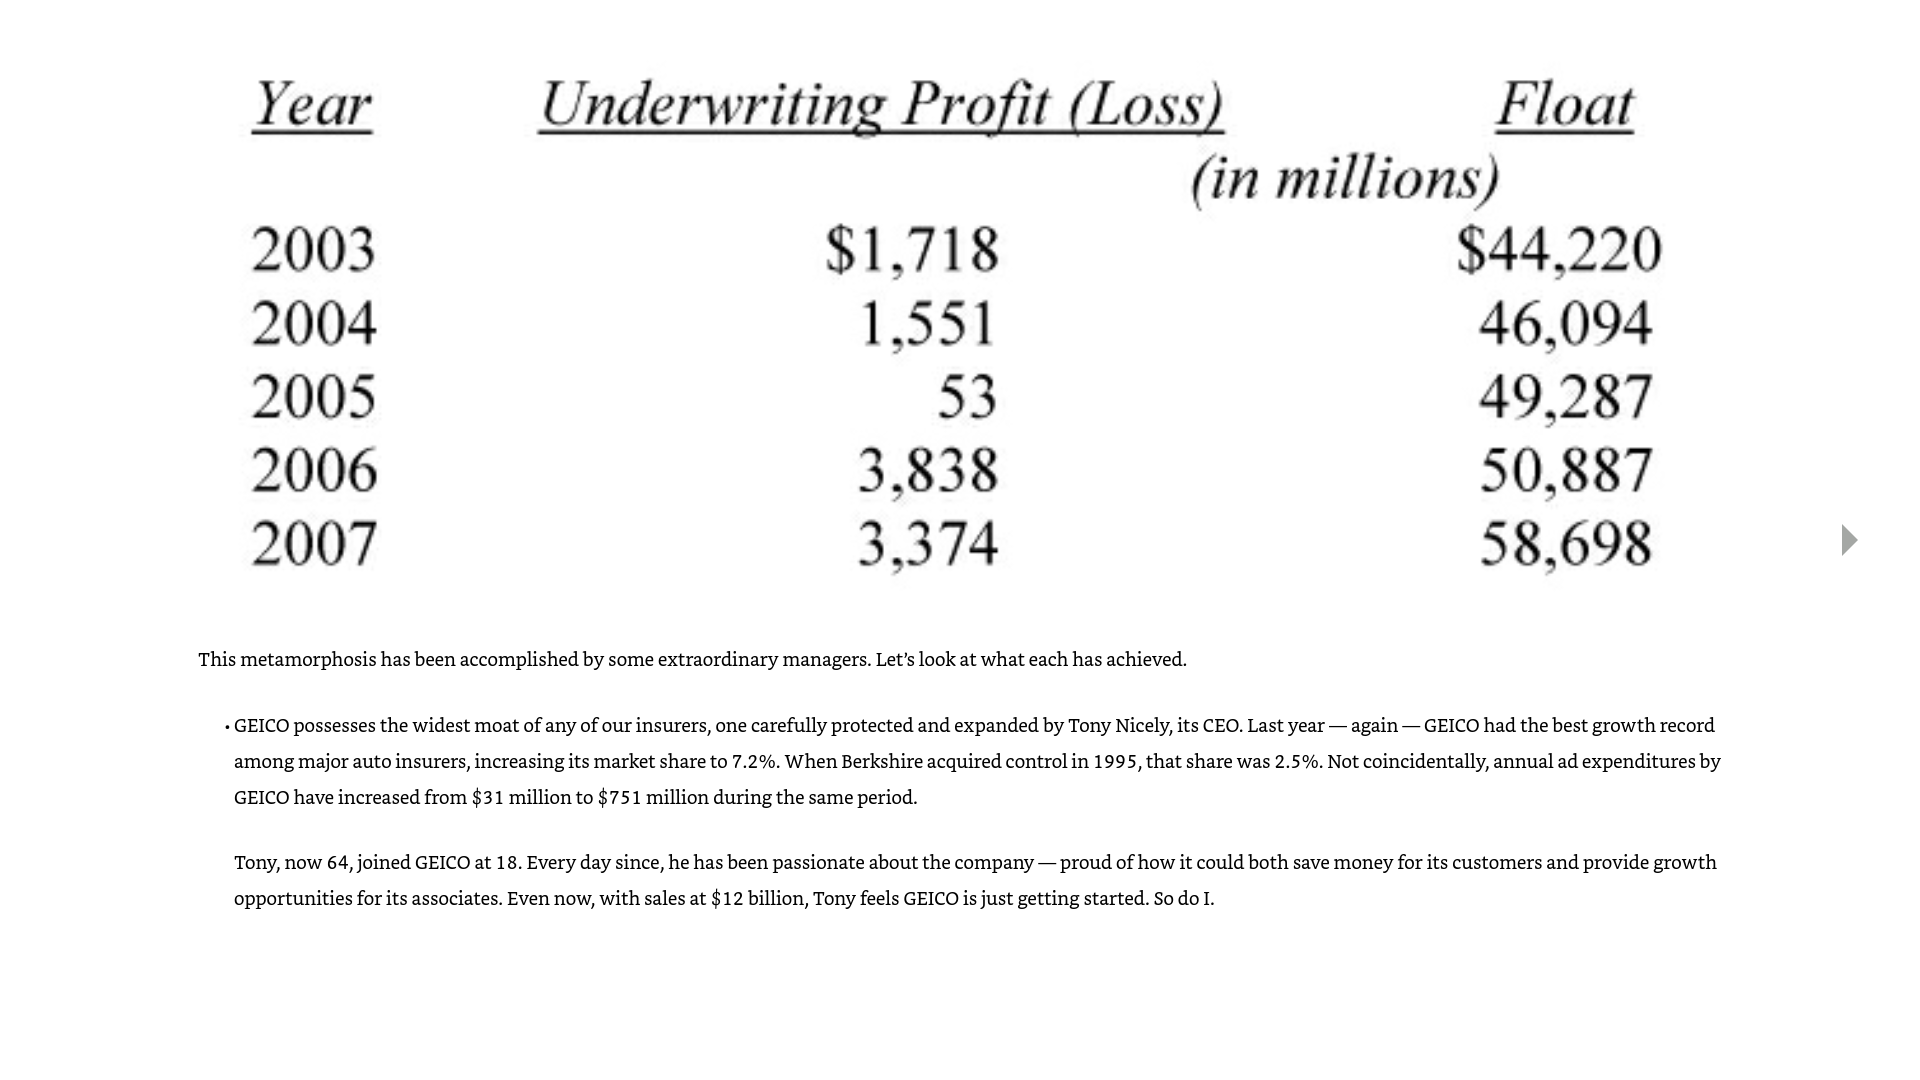 Year Underwriting Profit (Loss) Float
(in millions)
2003 $1,718 $44,220
2004 1,551 46,094
2005 53 49,287
2006 3,838 50,887
2007 3,374 58,698
This metamorphosis has been accomplished by some extraordinary managers. Let’s look at what each has achieved.
• GEICO possesses the widest moat of any of our insurers, one carefully protected and expanded by Tony Nicely, its CEO. Last year — again — GEICO had the best growth record
among major auto insurers, increasing its market share to 7.2%. When Berkshire acquired control in 1995, that share was 2.5%. Not coincidentally, annual ad expenditures by
GEICO have increased from $31 million to $751 million during the same period.
Tony, now 64, joined GEICO at 18. Every day since, he has been passionate about the company — proud of how it could both save money for its customers and provide growth
opportunities for its associates. Even now, with sales at $12 billion, Tony feels GEICO is just getting started. So do I.